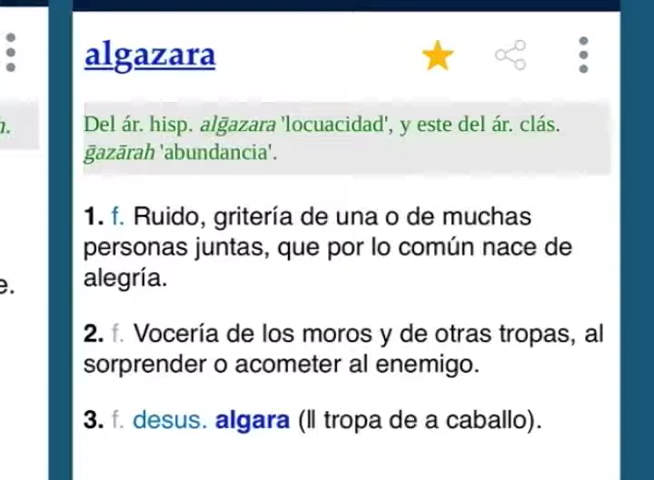 algazara
Del ár. hisp. alḡazara 'locuacidad', y este del ár. clás.
ḡazārah 'abundancia'.
1. f. Ruido, gritería de una o de muchas
personas juntas, que por lo común nace de
alegría.
2. f. Vocería de los moros y de otras tropas, al
sorprender o acometer al enemigo.
3. f. desus. algara (ǁ tropa de a caballo).